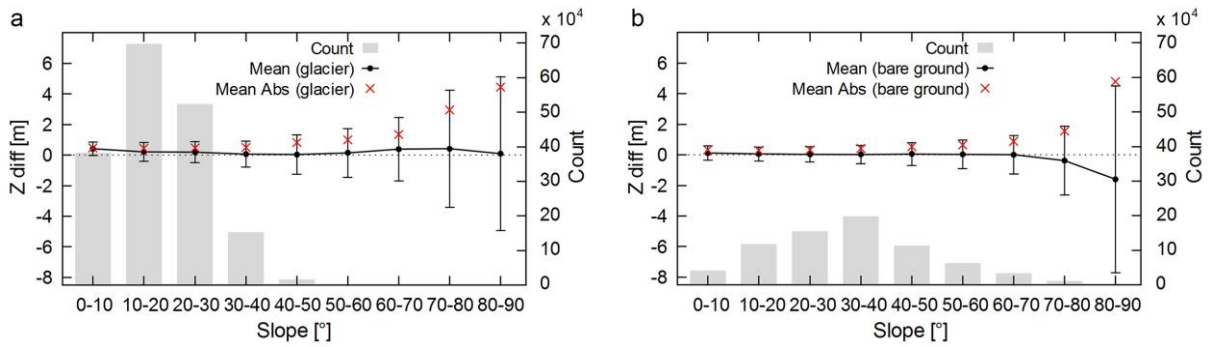 a
x 10⁴
Count
Mean (glacier)
Mean Abs (glacier)
Z diff [m]
6
4
2
0
-2
-4
-6
-8
70
60
50
40
30
20
10
0
Count
0-10 10-20 20-30 30-40 40-50 50-60 60-70 70-80 80-90
Slope [°]
b
x 10⁴
Count
Mean (bare ground)
Mean Abs (bare ground)
Z diff [m]
6
4
2
0
-2
-4
-6
-8
70
60
50
40
30
20
10
0
Count
0-10 10-20 20-30 30-40 40-50 50-60 60-70 70-80 80-90
Slope [°]